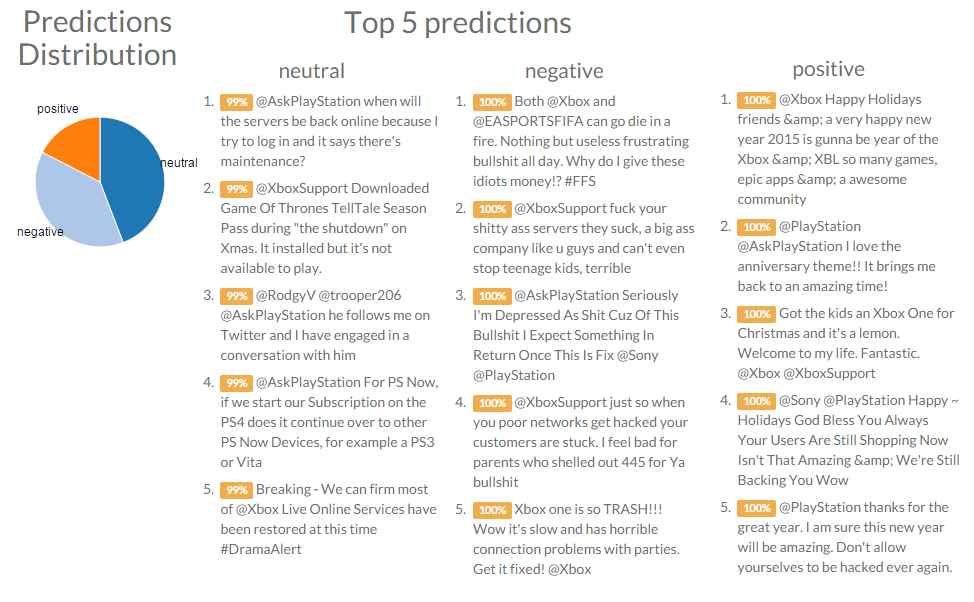 Predictions
Distribution
positive
neutral
negative
Top 5 predictions
neutral
1. 99% @AskPlayStation when will
the servers be back online because I
try to log in and it says there's
maintenance?
2. 99% @XboxSupport Downloaded
Game Of Thrones TellTale Season
Pass during "the shutdown" on
Xmas. It installed but it's not
available to play.
3. 99% @RodgyV @trooper206
@AskPlayStation he follows me on
Twitter and I have engaged in a
conversation with him
4. 99% @AskPlayStation For PS Now,
if we start our Subscription on the
PS4 does it continue over to other
PS Now Devices, for example a PS3
or Vita
5. 99% Breaking - We can firm most
of @Xbox Live Online Services have
been restored at this time
#DramaAlert
negative
1. 100% Both @Xbox and
@EASPORTSFIFA can go die in a
fire. Nothing but useless frustrating
bullshit all day. Why do I give these
idiots money!? #FFS
2. 100% @XboxSupport fuck your
shitty ass servers they suck, a big ass
company like u guys and can't even
stop teenage kids, terrible
3. 100% @AskPlayStation Seriously
I'm Depressed As Shit Cuz Of This
Bullshit I Expect Something In
Return Once This Is Fix @Sony
@PlayStation
4. 100% @XboxSupport just so when
you poor networks get hacked your
customers are stuck. I feel bad for
parents who shelled out 445 for Ya
bullshit
5. 100% Xbox one is so TRASH!!!
Wow it's slow and has horrible
connection problems with parties.
Get it fixed! @Xbox
positive
1. 100% @Xbox Happy Holidays
friends &amp; a very happy new
year 2015 is gunna be year of the
Xbox &amp; XBL so many games,
epic apps &amp; a awesome
community
2. 100% @PlayStation
@AskPlayStation I love the
anniversary theme!! It brings me
back to an amazing time!
3. 100% Got the kids an Xbox One for
Christmas and it's a lemon.
Welcome to my life. Fantastic.
@Xbox @XboxSupport
4. 100% @Sony @PlayStation Happy ~
Holidays God Bless You Always
Your Users Are Still Shopping Now
Isn't That Amazing &amp; We're Still
Backing You Wow
5. 100% @PlayStation thanks for the
great year. I am sure this new year
will be amazing. Don't allow
yourselves to be hacked ever again.